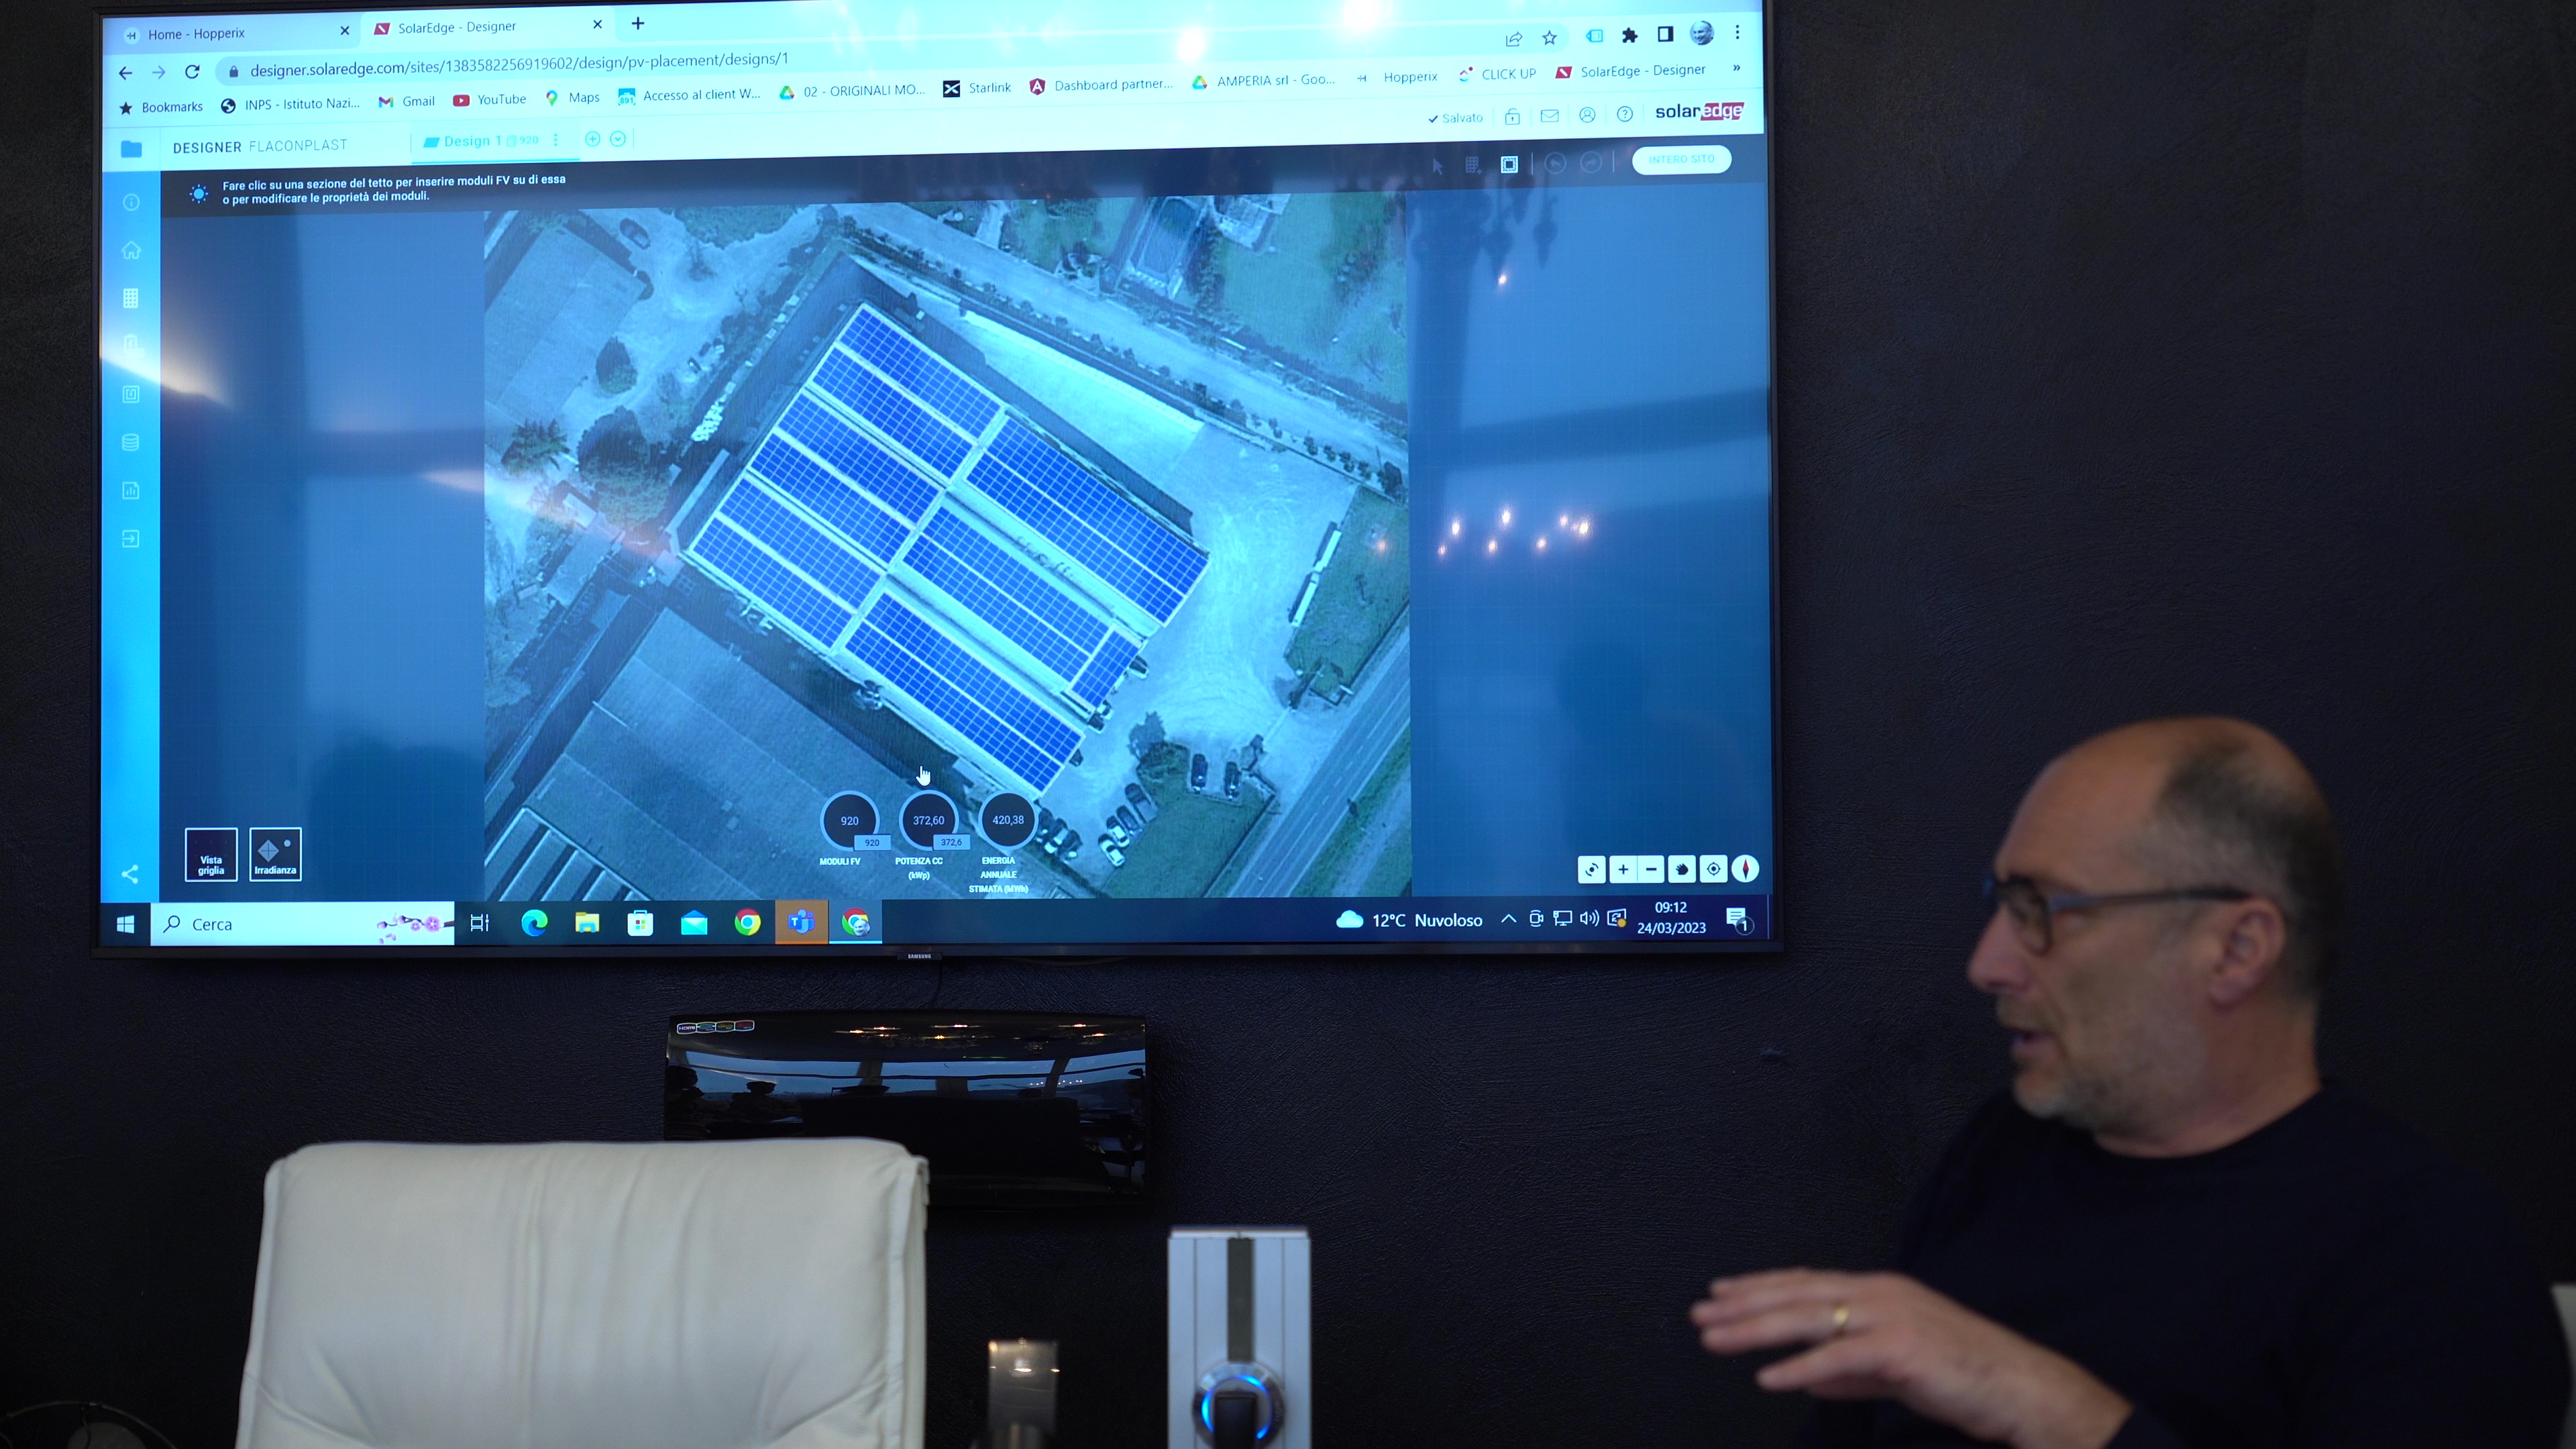 Home - Hopperix
SolarEdge - Designer
designer.solaredge.com/sites/1383582256919602/design/pv-placement/designs/1
Bookmarks INPS - Istituto Nazi... Gmail YouTube Maps Accesso al client W... 02 - ORIGINALI MO... Starlink Dashboard partner... AMPERIA srl - Goo... Hopperix CLICK UP SolarEdge - Designer »
Salvato solaredge
DESIGNER FLACONPLAST Design 1 920
INTERO SITO
Fare clic su una sezione del tetto per inserire moduli FV su di essa
o per modificare le proprietà dei moduli.
920 372,60 420,38
920 372,6
MODULI FV POTENZA CC (kWp) ENERGIA ANNUALE STIMATA (MWh)
Vista griglia
Irradianza
Cerca
12°C Nuvoloso
09:12
24/03/2023
1
SAMSUNG